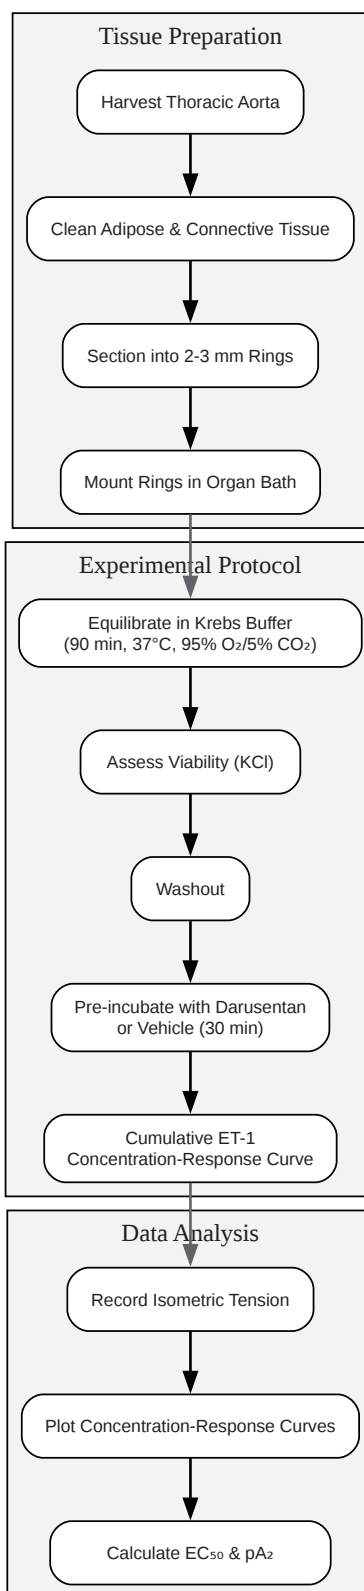 Tissue Preparation
Harvest Thoracic Aorta
Clean Adipose & Connective Tissue
Section into 2-3 mm Rings
Mount Rings in Organ Bath
Experimental Protocol
Equilibrate in Krebs Buffer
(90 min, 37°C, 95% O₂/5% CO₂)
Assess Viability (KCl)
Washout
Pre-incubate with Darusentan
or Vehicle (30 min)
Cumulative ET-1
Concentration-Response Curve
Data Analysis
Record Isometric Tension
Plot Concentration-Response Curves
Calculate EC₅₀ & pA₂